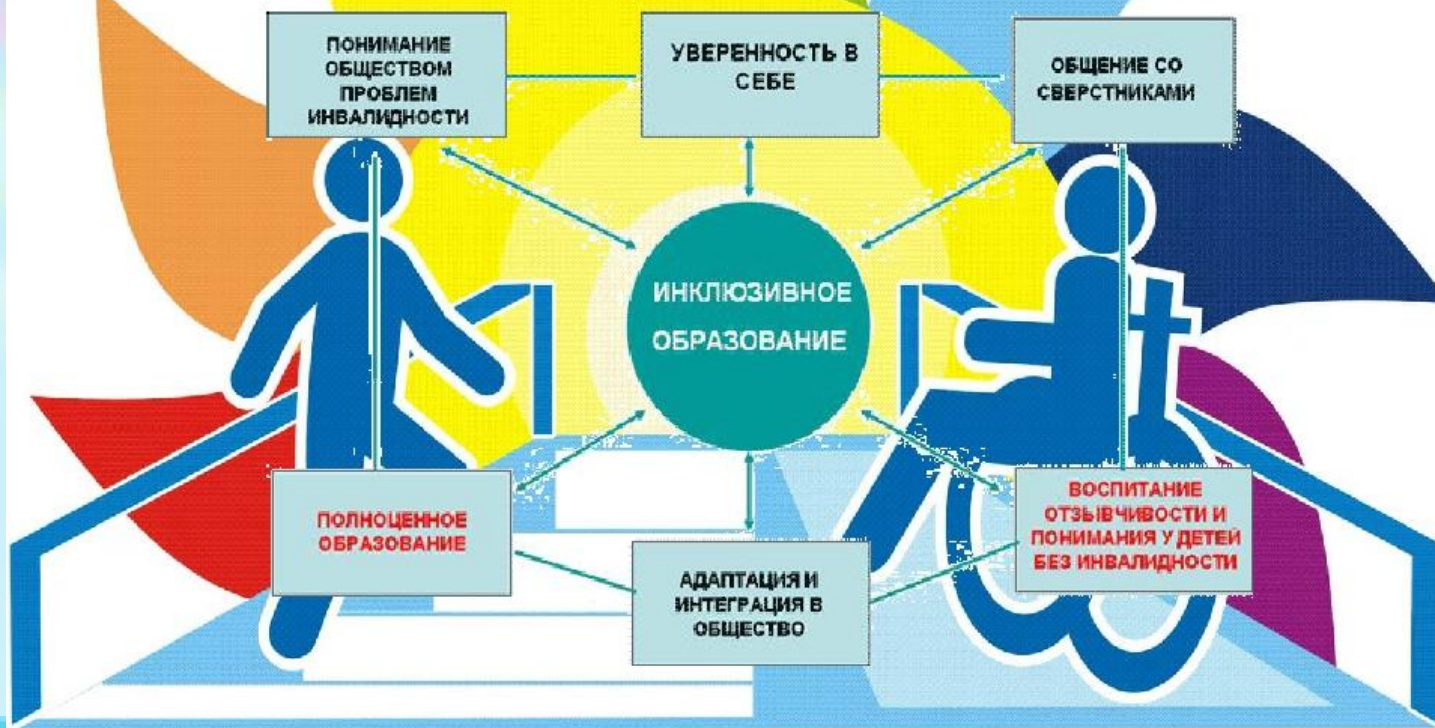 ПОНИМАНИЕ
ОБЩЕСТВОМ
ПРОБЛЕМ
ИНВАЛИДНОСТИ
УВЕРЕННОСТЬ В
СЕБЕ
ОБЩЕНИЕ СО
СВЕРСТНИКАМИ
ИНКЛЮЗИВНОЕ
ОБРАЗОВАНИЕ
ПОЛНОЦЕННОЕ
ОБРАЗОВАНИЕ
АДАПТАЦИЯ И
ИНТЕГРАЦИЯ В
ОБЩЕСТВО
ВОСПИТАНИЕ
ОТЗЫВЧИВОСТИ И
ПОНИМАНИЯ У ДЕТЕЙ
БЕЗ ИНВАЛИДНОСТИ